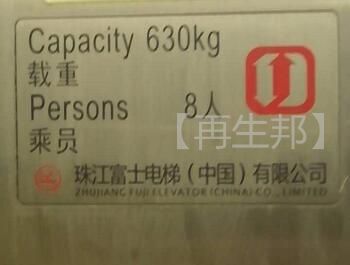 Capacity 630kg
载重
Persons 8人
乘员
【再生邦】
珠江富士电梯（中国）有限公司
ZHUJIANG FUJI ELEVATOR (CHINA) CO., LIMITED